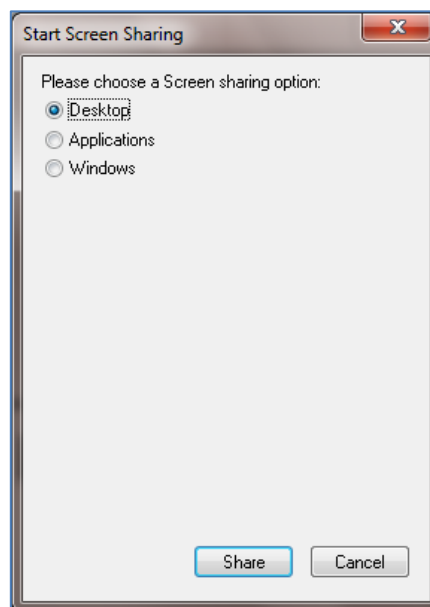 Start Screen Sharing
Please choose a Screen sharing option:
Desktop
Applications
Windows
Share Cancel